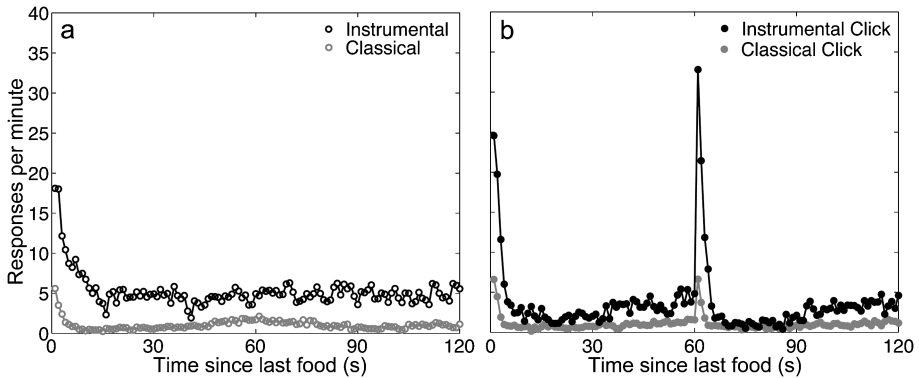 a
Instrumental
Classical
Responses per minute
40
35
30
25
20
15
10
5
0
0 30 60 90 120
Time since last food (s)
b
Instrumental Click
Classical Click
0 30 60 90 120
Time since last food (s)